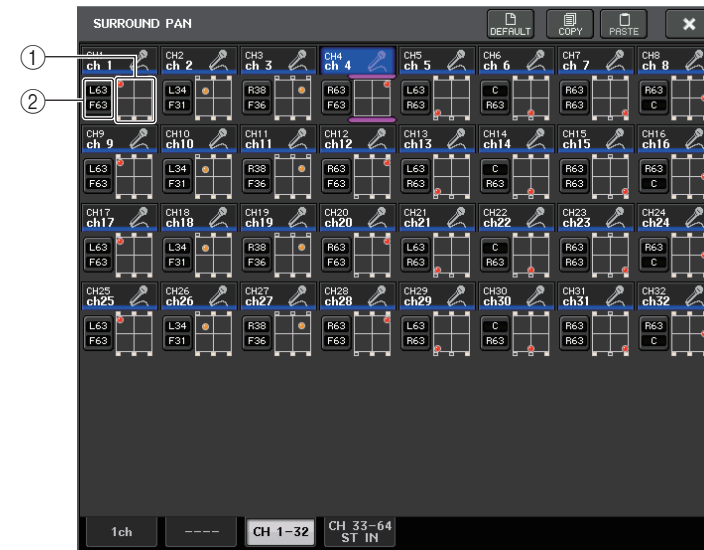 SURROUND PAN DEFAULT COPY PASTE
①
②
CH1 CH2 CH3 CH4 CH5 CH6 CH7 CH8
ch 1 ch 2 ch 3 ch 4 ch 5 ch 6 ch 7 ch 8
L63 L34 R38 R63 L63 C R63 R63
F63 F31 F36 F63 R63 R63 R63 C
CH9 CH10 CH11 CH12 CH13 CH14 CH15 CH16
ch 9 ch10 ch11 ch12 ch13 ch14 ch15 ch16
L63 L34 R38 R63 L63 C R63 R63
F63 F31 F36 F63 R63 R63 R63 C
CH17 CH18 CH19 CH20 CH21 CH22 CH23 CH24
ch17 ch18 ch19 ch20 ch21 ch22 ch23 ch24
L63 L34 R38 R63 L63 C R63 R63
F63 F31 F36 F63 R63 R63 R63 C
CH25 CH26 CH27 CH28 CH29 CH30 CH31 CH32
ch25 ch26 ch27 ch28 ch29 ch30 ch31 ch32
L63 L34 R38 R63 L63 C R63 R63
F63 F31 F36 F63 R63 R63 R63 C
1ch ---- CH 1-32 CH 33-64
ST IN